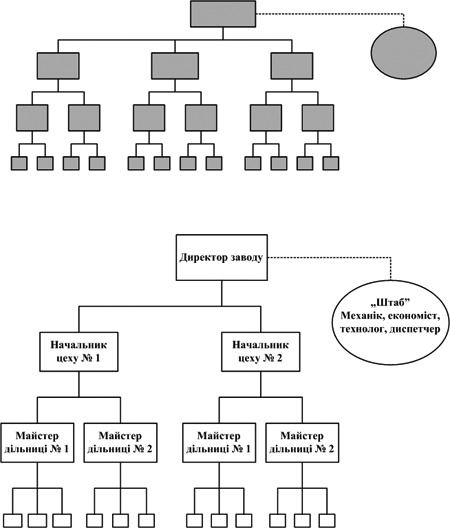 Директор заводу
„Штаб”
Механік, економіст,
технолог, диспетчер
Начальник
цеху № 1
Начальник
цеху № 2
Майстер
дільниці № 1
Майстер
дільниці № 2
Майстер
дільниці № 1
Майстер
дільниці № 2